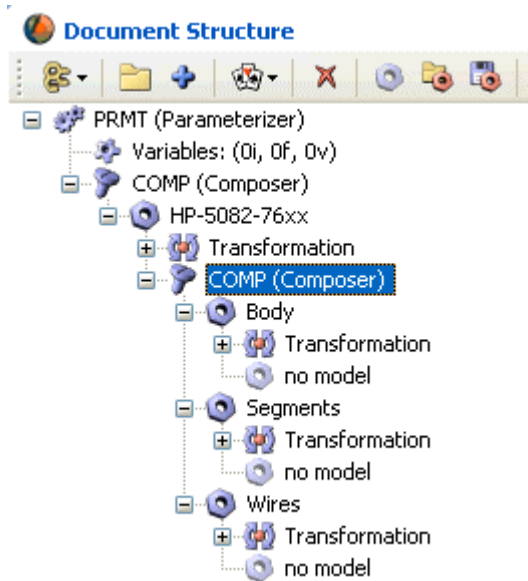 Document Structure
PRMT (Parameterizer)
Variables: (0i, 0f, 0v)
COMP (Composer)
HP-5082-76xx
Transformation
COMP (Composer)
Body
Transformation
no model
Segments
Transformation
no model
Wires
Transformation
no model